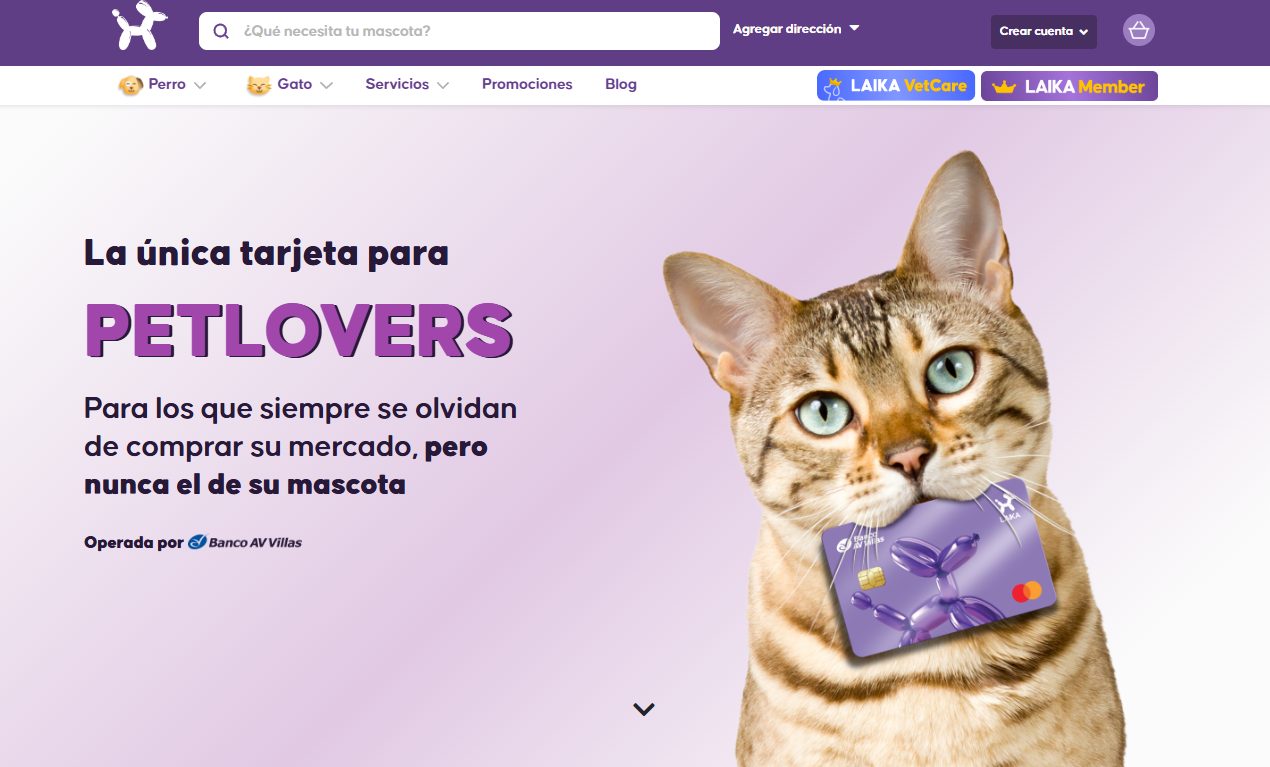 ¿Qué necesita tu mascota?
Agregar dirección
Crear cuenta
Perro
Gato
Servicios
Promociones
Blog
LAIKA VetCare
LAIKA Member
La única tarjeta para
PETLOVERS
Para los que siempre se olvidan
de comprar su mercado, pero
nunca el de su mascota
Operada por Banco AV Villas
Banco
AV Villas
LAIKA